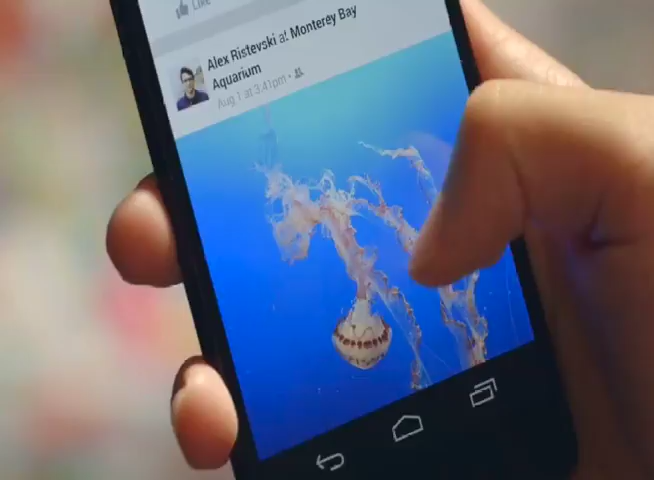 LIKE
Alex Ristevski at Monterey Bay
Aquarium
Aug 1 at 3:41pm •